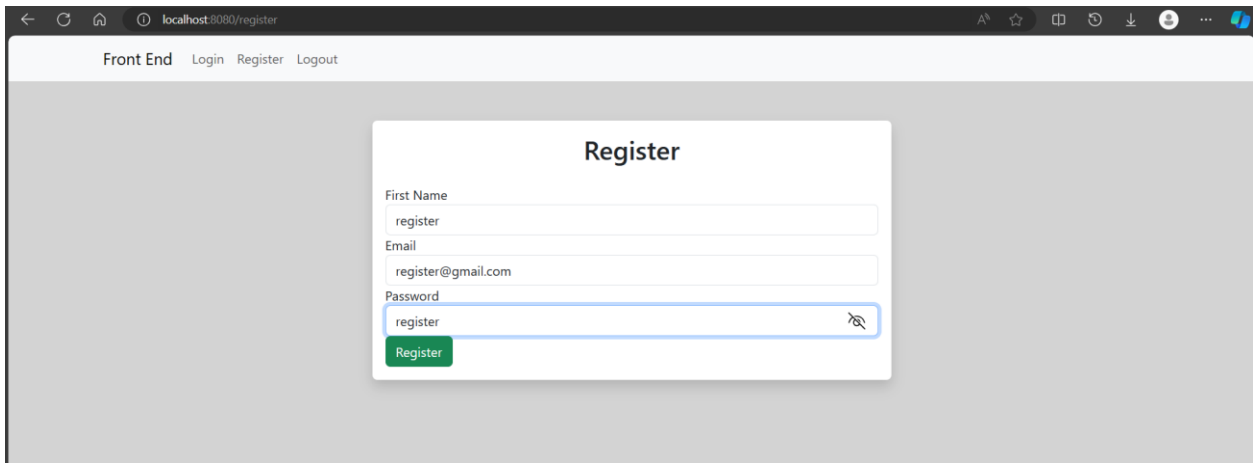 localhost:8080/register
Front End Login Register Logout
Register
First Name
register
Email
register@gmail.com
Password
register
Register